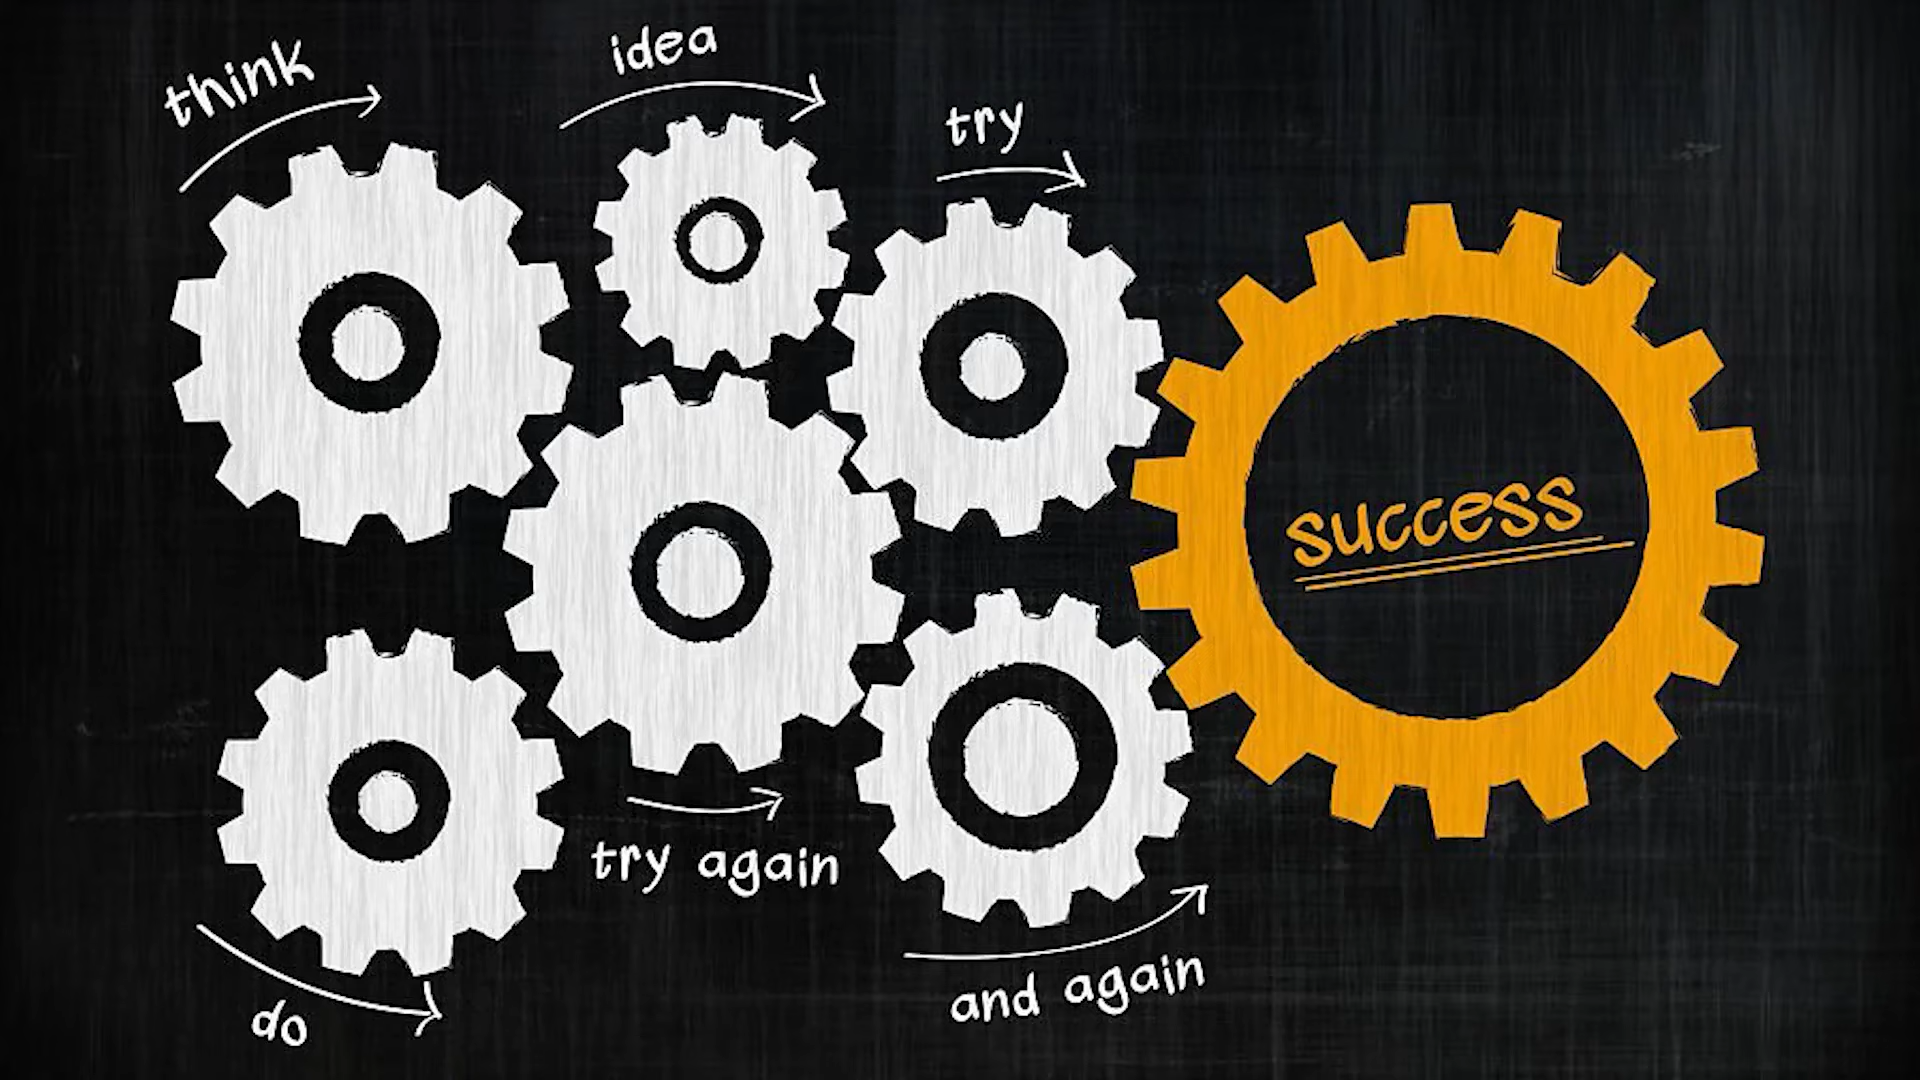 think
idea
try
success
do
try again
and again